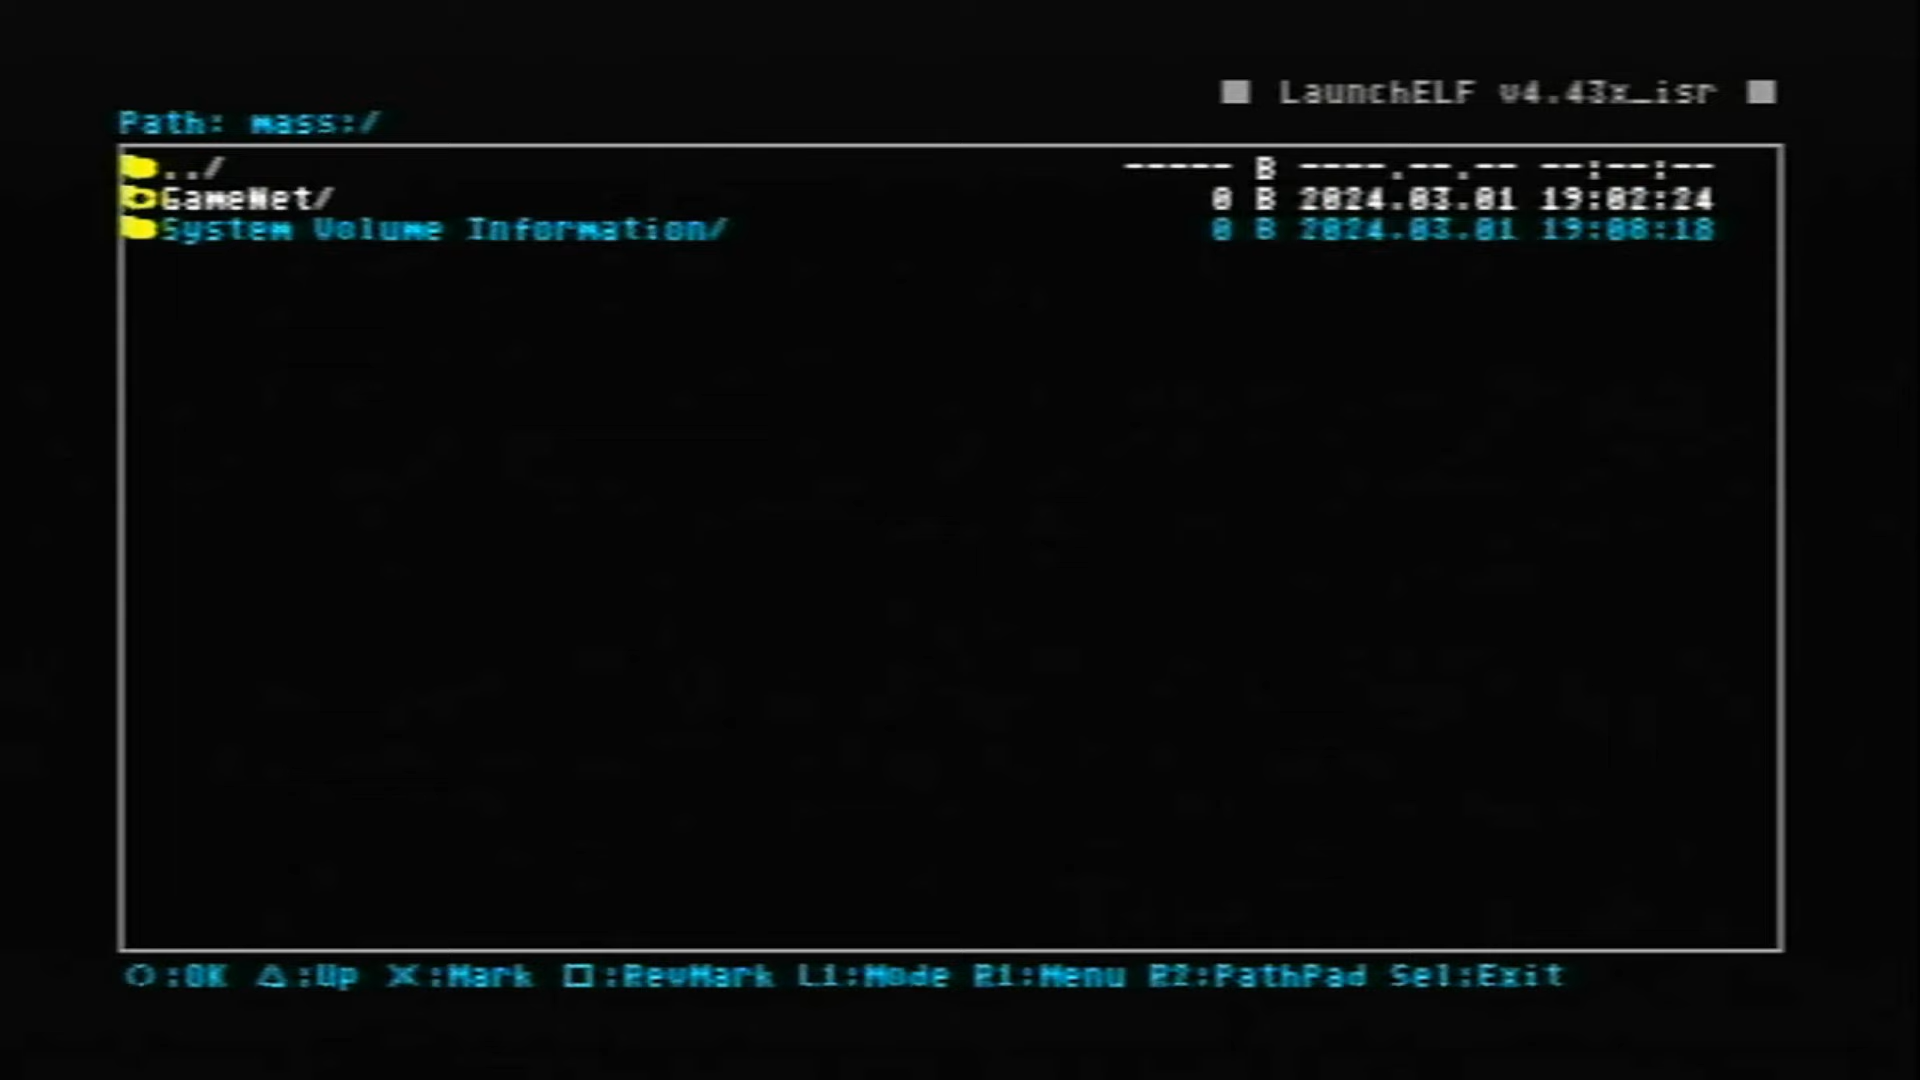 ■ LaunchELF v4.43x_isr ■
Path: mass:/
../ ----- B ----.--.-- --:--:--
GameNet/ 0 B 2024.03.01 19:02:24
System Volume Information/ 0 B 2024.03.01 19:08:18
○:OK △:Up ×:Mark □:RevMark L1:Mode R1:Menu R2:PathPad Sel:Exit